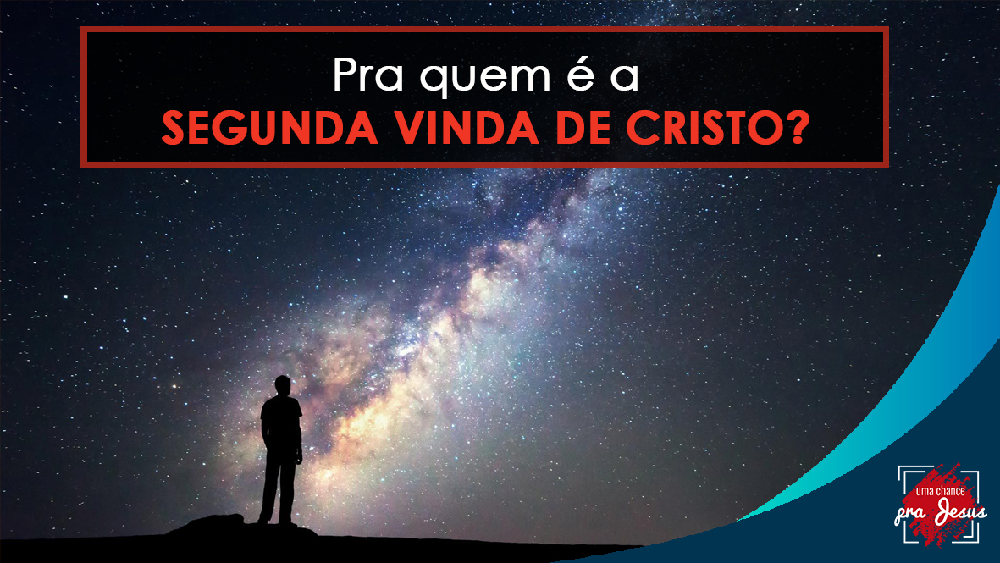 Pra quem é a
SEGUNDA VINDA DE CRISTO?
uma chance
pra Jesus